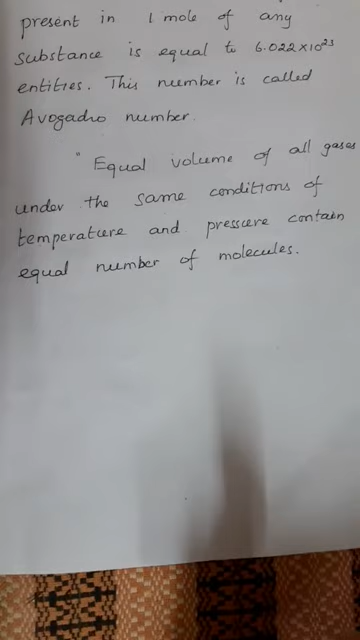 present in 1 mole of any
substance is equal to 6.022×10²³
entities. This number is called
Avogadro number.
" Equal volume of all gases
under the same conditions of
temperature and pressure contain
equal number of molecules.